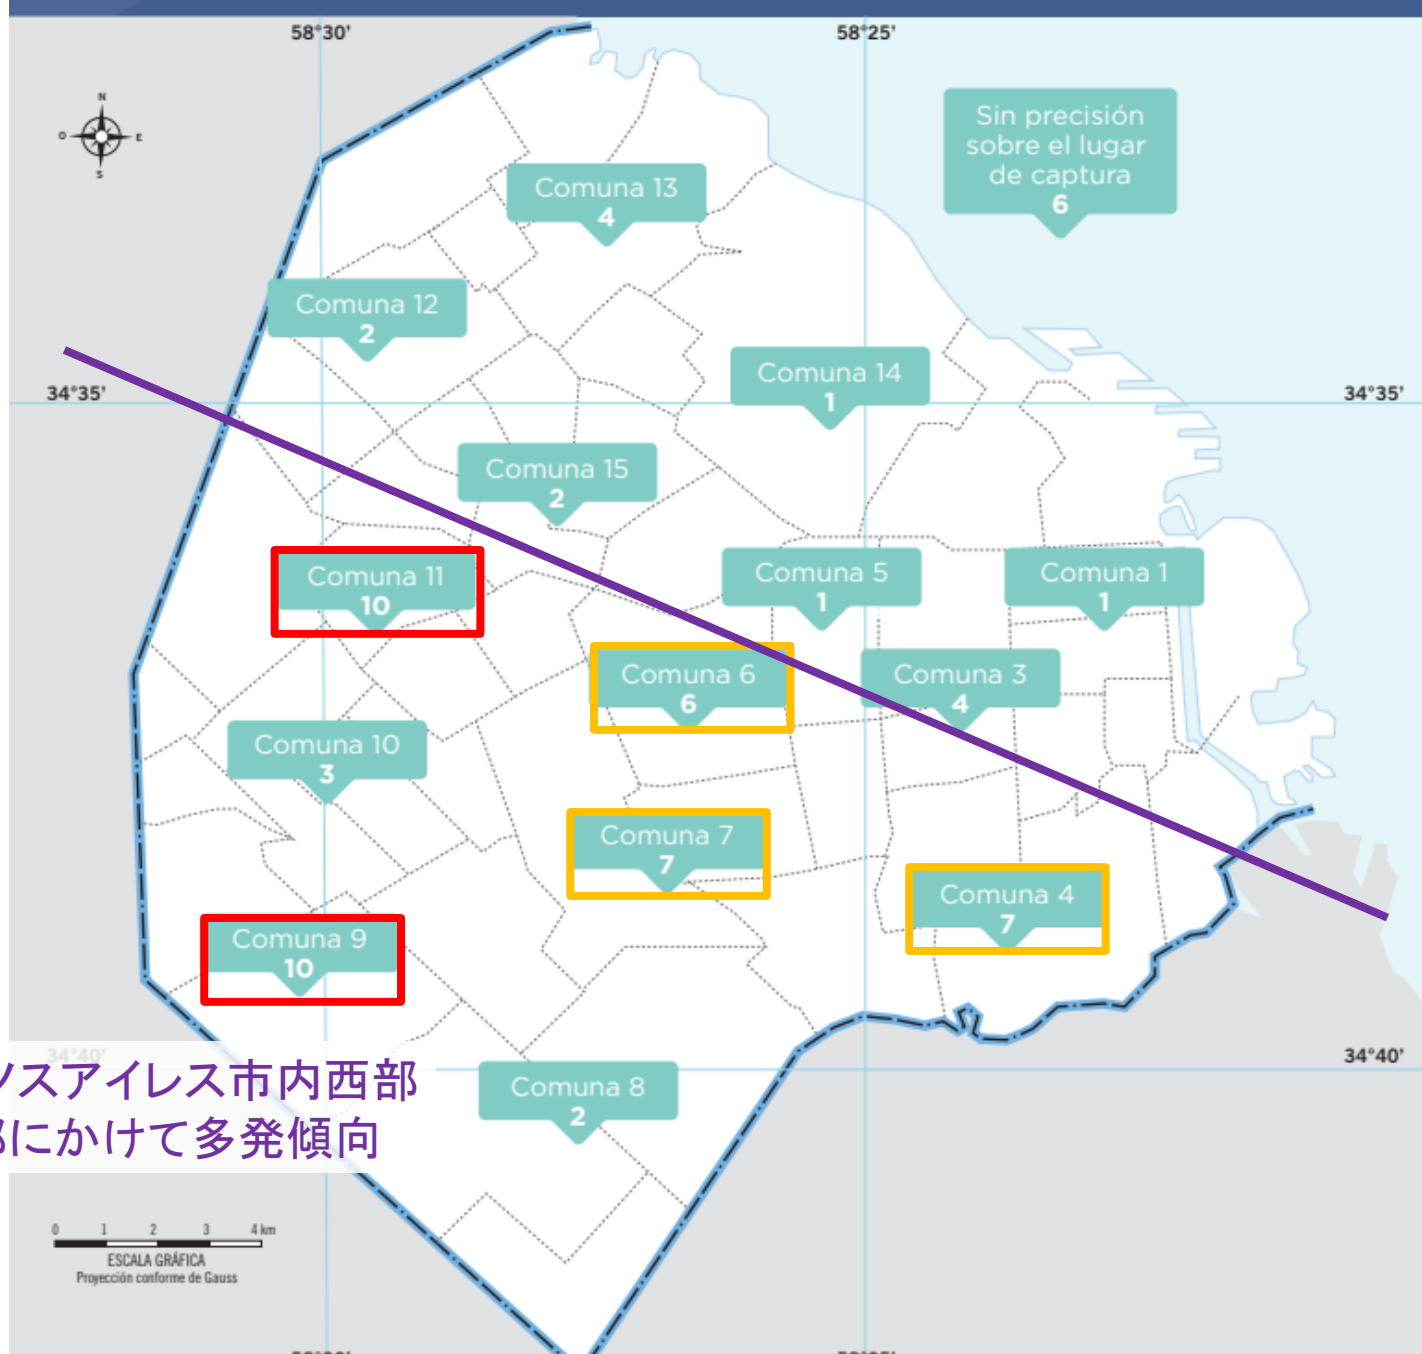 58°30'
58°25'
N
O
E
S
Sin precisión
sobre el lugar
de captura
6
Comuna 13
4
Comuna 12
2
Comuna 14
1
34°35'
34°35'
Comuna 15
2
Comuna 11
10
Comuna 5
1
Comuna 1
1
Comuna 6
6
Comuna 3
4
Comuna 10
3
Comuna 7
7
Comuna 4
7
Comuna 9
10
34°40'
34°40'
ノスアイレス市内西部
にかけて多発傾向
Comuna 8
2
0 1 2 3 4 km
ESCALA GRÁFICA
Proyección conforme de Gauss